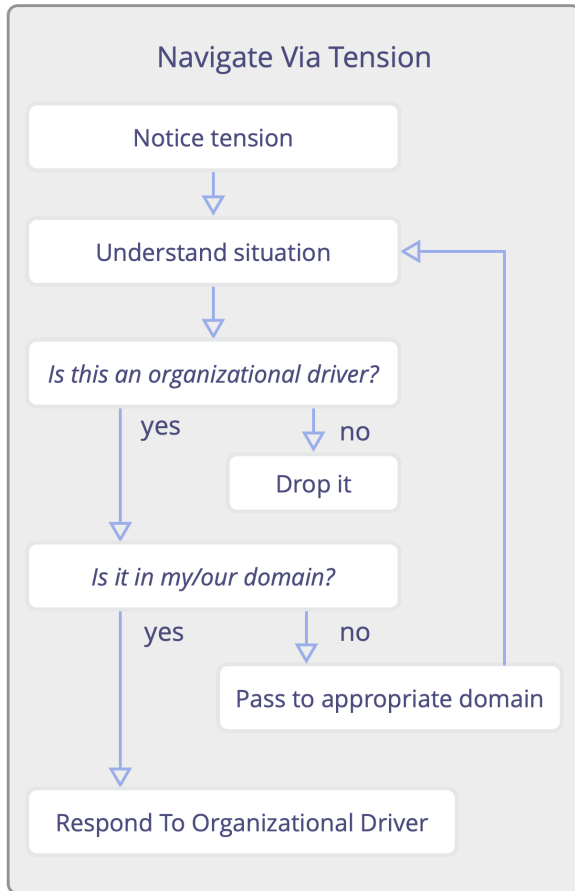 Navigate Via Tension
Notice tension
Understand situation
Is this an organizational driver?
yes
no
Drop it
Is it in my/our domain?
yes
no
Pass to appropriate domain
Respond To Organizational Driver